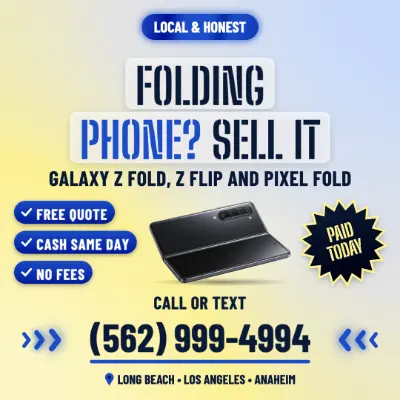 LOCAL & HONEST
FOLDING
PHONE? SELL IT
GALAXY Z FOLD, Z FLIP AND PIXEL FOLD
FREE QUOTE
CASH SAME DAY
NO FEES
PAID
TODAY
CALL OR TEXT
(562) 999-4994
LONG BEACH • LOS ANGELES • ANAHEIM